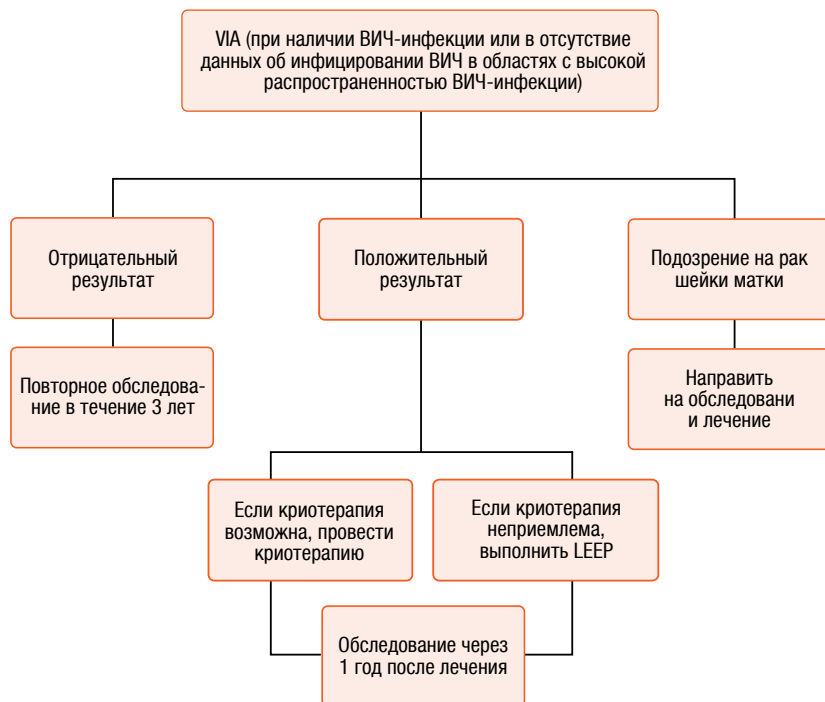 VIA (при наличии ВИЧ-инфекции или в отсутствие
данных об инфицировании ВИЧ в областях с высокой
распространенностью ВИЧ-инфекции)
Отрицательный
результат
Положительный
результат
Подозрение на рак
шейки матки
Повторное обследова-
ние в течение 3 лет
Направить
на обследовани
и лечение
Если криотерапия
возможна, провести
криотерапию
Если криотерапия
неприемлема,
выполнить LEEP
Обследование через
1 год после лечения